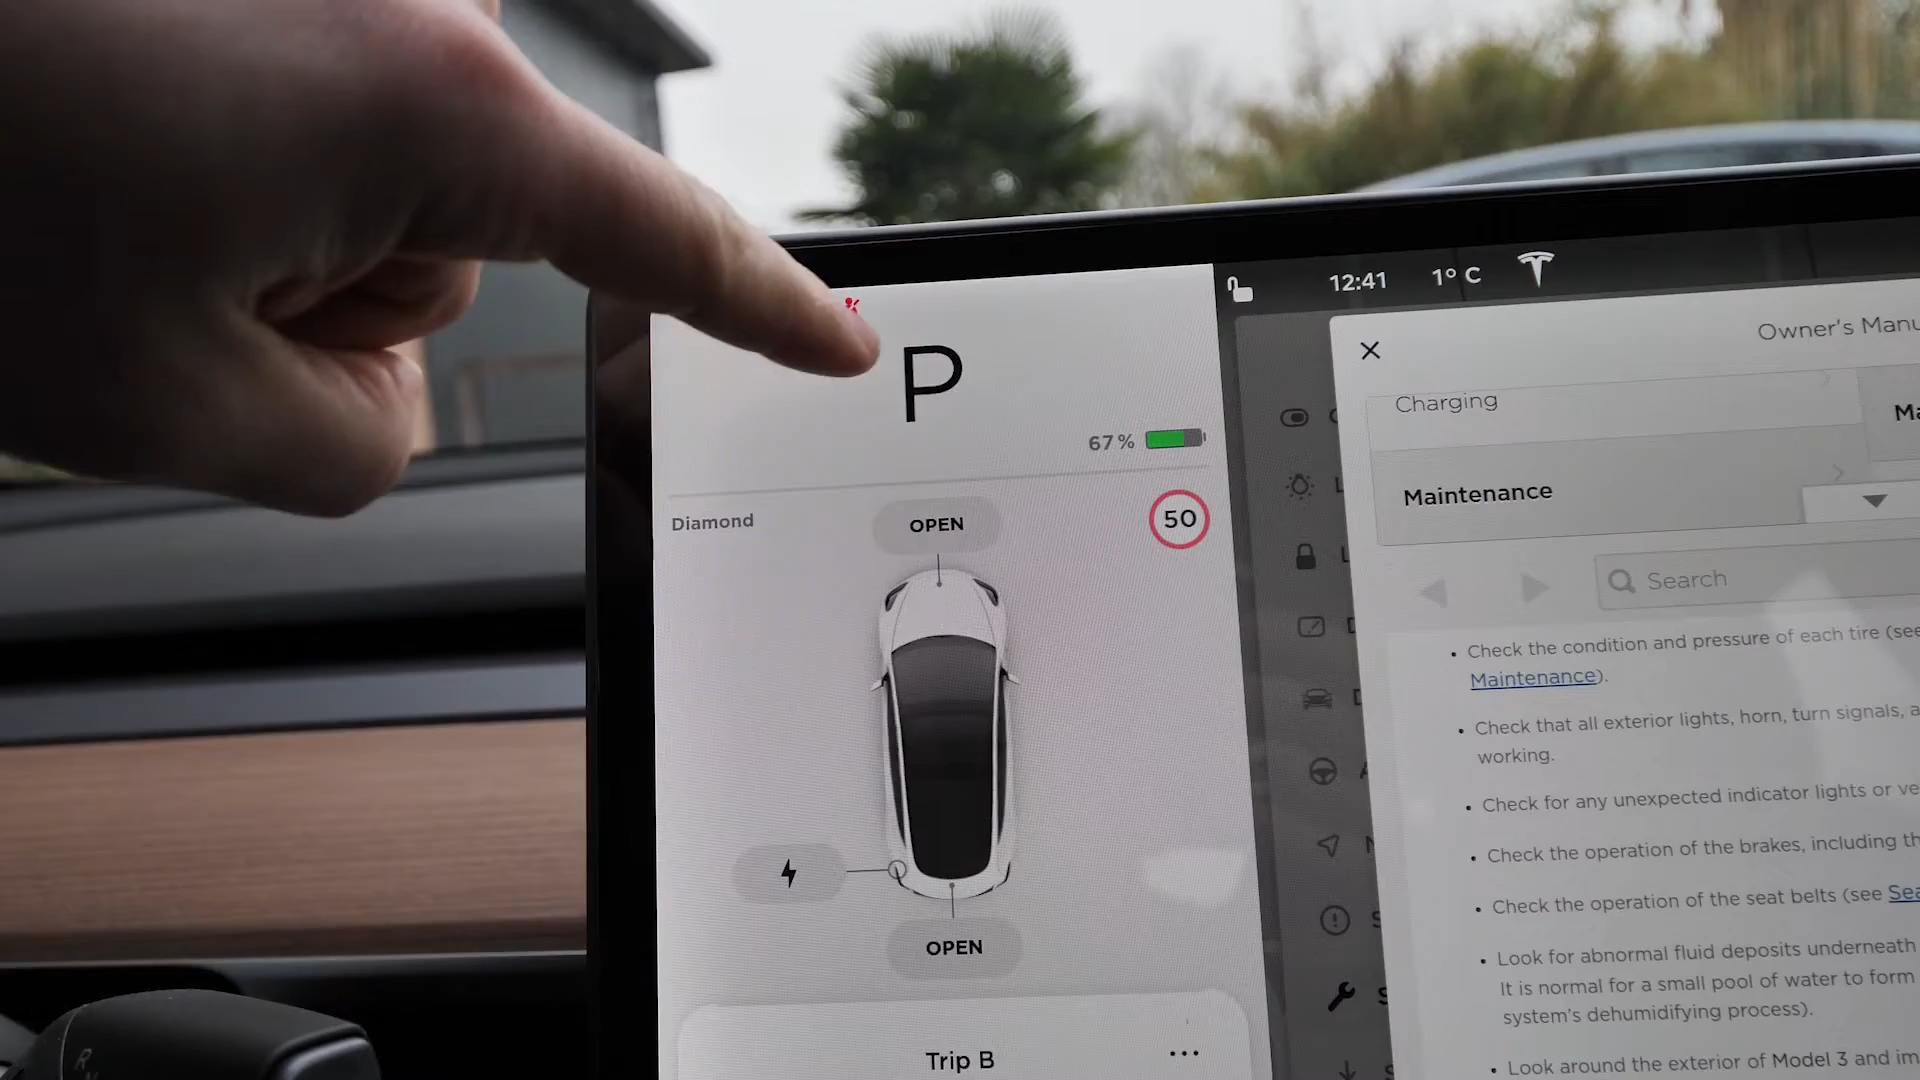 P
67%
Diamond
OPEN
50
OPEN
Trip B
12:41
1° C
Owner's Manu
Charging
Maintenance
Ma
Search
Check the condition and pressure of each tire (see
Maintenance).
Check that all exterior lights, horn, turn signals, a
working.
Check for any unexpected indicator lights or ve
Check the operation of the brakes, including th
Check the operation of the seat belts (see Sea
Look for abnormal fluid deposits underneath
It is normal for a small pool of water to form
system's dehumidifying process).
Look around the exterior of Model 3 and im
R